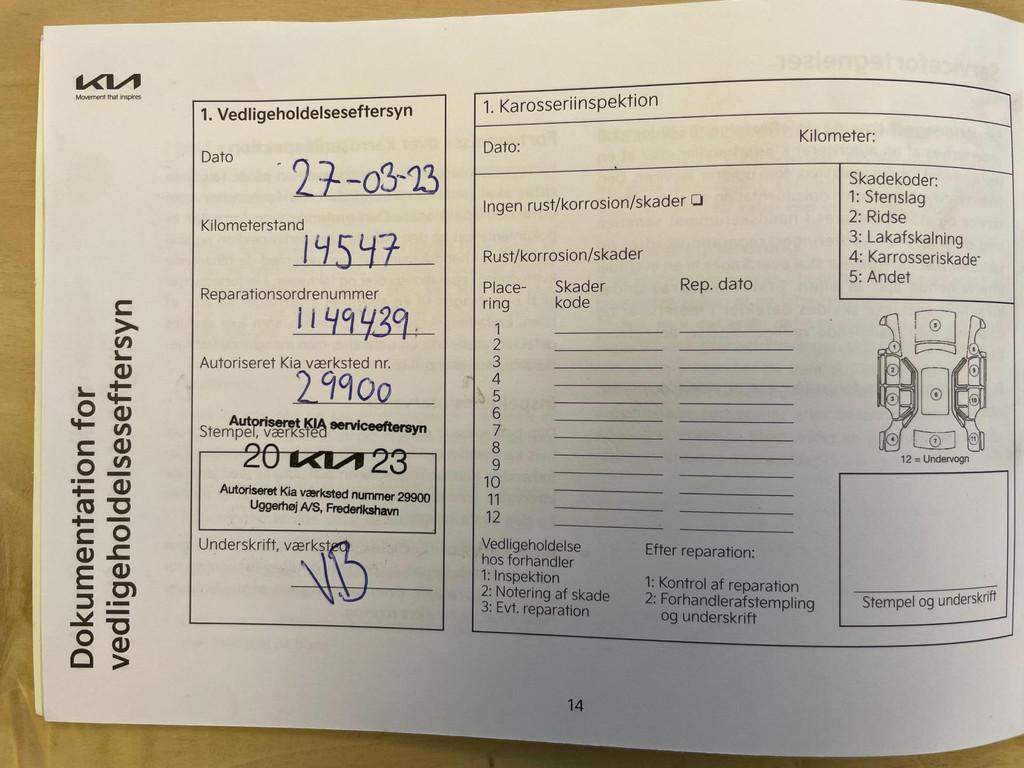 KIA
Movement that inspires
Dokumentation for
vedligeholdelseseftersyn
1. Vedligeholdelseseftersyn
Dato
27-03-23
Kilometerstand
14547
Reparationsordrenummer
1149439.
Autoriseret Kia værksted nr.
29900
Autoriseret KIA serviceeftersyn
Stempel, værksted
20 KIA 23
Autoriseret Kia værksted nummer 29900
Uggerhøj A/S, Frederikshavn
Underskrift, værksted
VB
1. Karosseriinspektion
Dato:
Kilometer:
Ingen rust/korrosion/skader ❏
Rust/korrosion/skader
Place-
ring
Skader
kode
Rep. dato
1
2
3
4
5
6
7
8
9
10
11
12
Skadekoder:
1: Stenslag
2: Ridse
3: Lakafskalning
4: Karrosseriskade
5: Andet
12 = Undervogn
Vedligeholdelse
hos forhandler
1: Inspektion
2: Notering af skade
3: Evt. reparation
Efter reparation:
1: Kontrol af reparation
2: Forhandlerafstempling
og underskrift
Stempel og underskrift
14